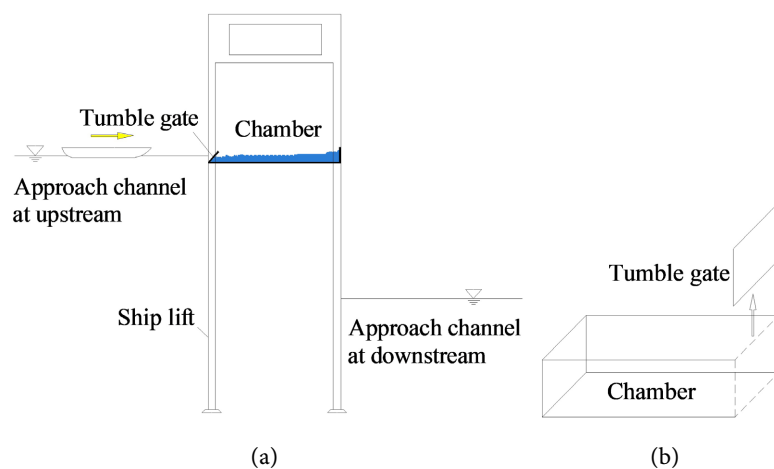 Tumble gate
Chamber
Approach channel
at upstream
Ship lift
Approach channel
at downstream
(a)
Tumble gate
Chamber
(b)